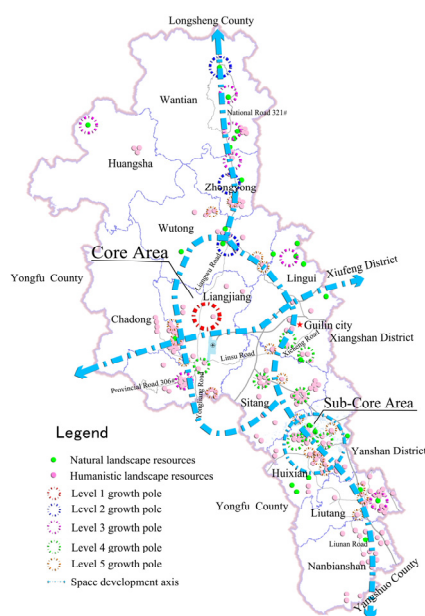 Longsheng County
Wantian
National Road 321#
Huangsha
Zhongyong
Wutong
Core Area
Liangwu Road
Lingui
Xiufeng District
Yongfu County
Liangjiang
Guilin city
Chadong
Xiangshan District
Linsu Road
Provincial Road 306#
Sitang
Sub-Core Area
Legend
Natural landscape resources
Humanistic landscape resources
Level 1 growth pole
Level 2 growth pole
Level 3 growth pole
Level 4 growth pole
Level 5 growth pole
Space development axis
Yanshan District
Huixian
Yongfu County
Liutang
Liunan Road
Nanbianshan
Yangshuo County